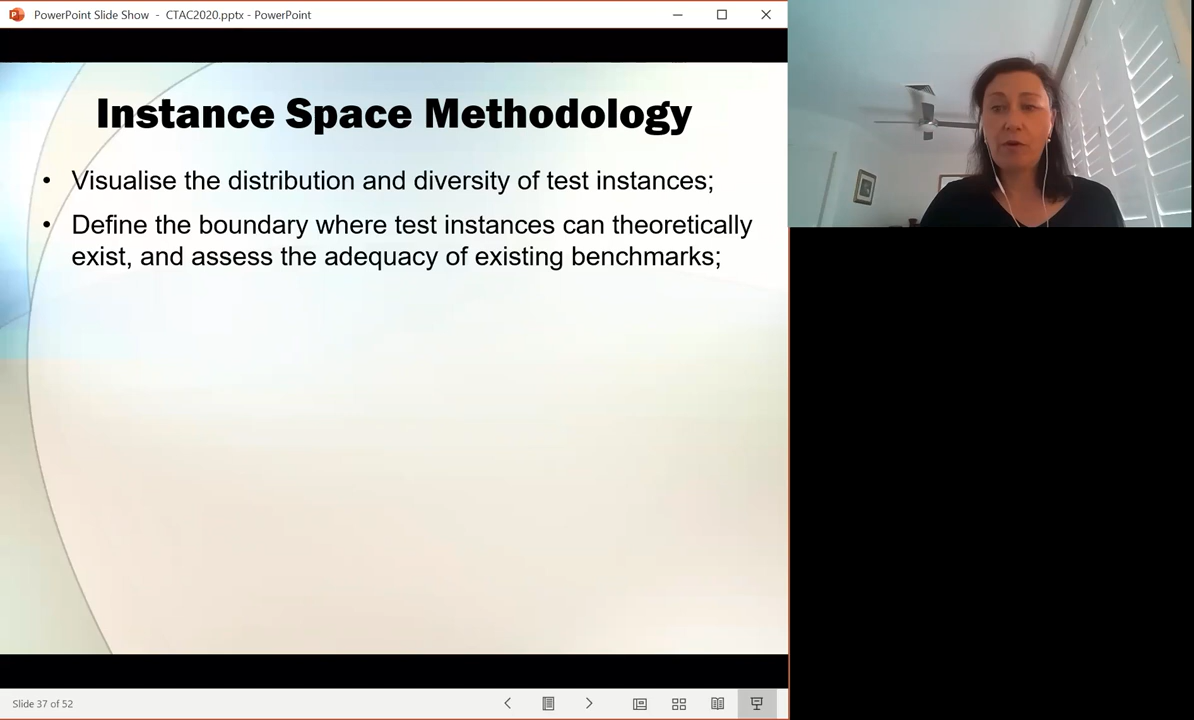 PowerPoint Slide Show - CTAC2020.pptx - PowerPoint
Instance Space Methodology
• Visualise the distribution and diversity of test instances;
• Define the boundary where test instances can theoretically
exist, and assess the adequacy of existing benchmarks;
Slide 37 of 52